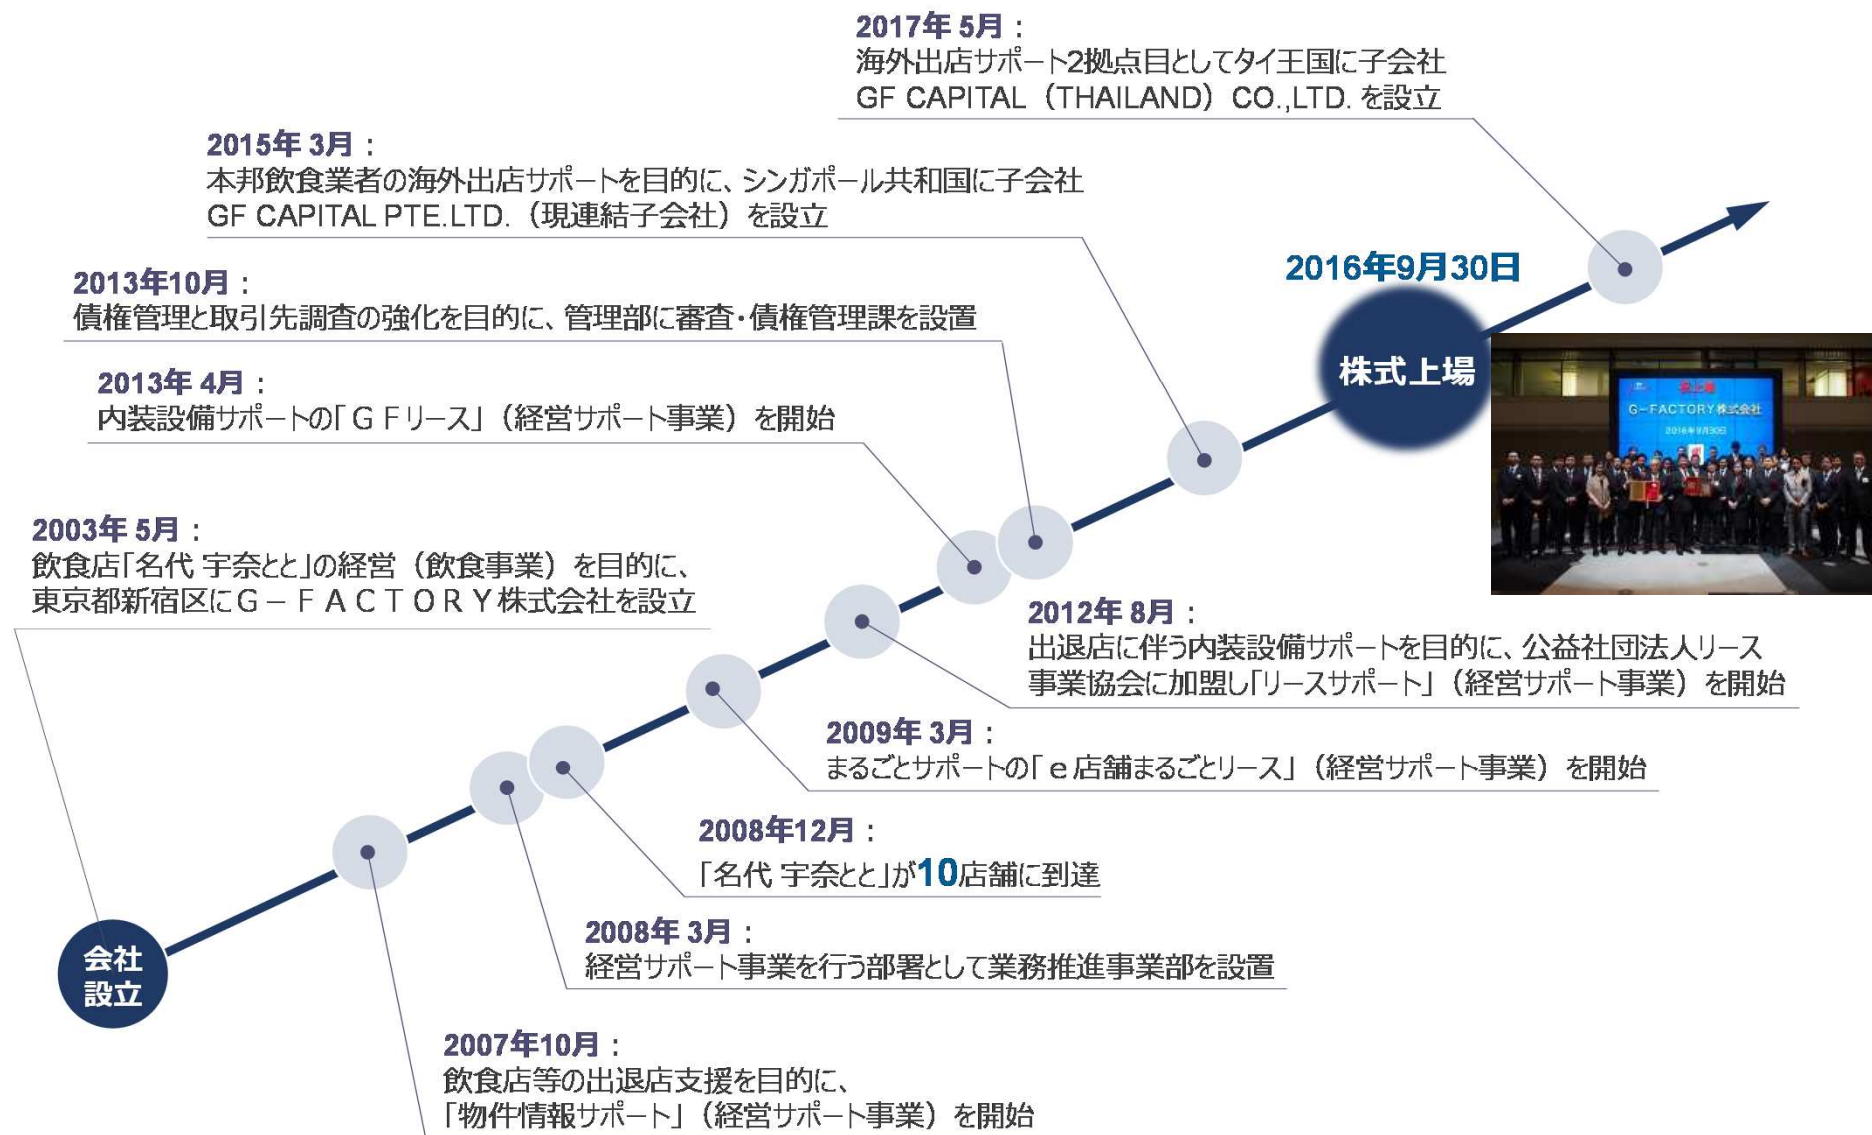 2017年 5月：
海外出店サポート2拠点目としてタイ王国に子会社
GF CAPITAL（THAILAND）CO.,LTD. を設立
2015年 3月：
本邦飲食業者の海外出店サポートを目的に、シンガポール共和国に子会社
GF CAPITAL PTE.LTD.（現連結子会社）を設立
2016年9月30日
株式上場
祝上場
G－FACTORY株式会社
2016年9月30日
2013年10月：
債権管理と取引先調査の強化を目的に、管理部に審査・債権管理課を設置
2013年 4月：
内装設備サポートの「ＧＦリース」（経営サポート事業）を開始
2003年 5月：
飲食店「名代 宇奈とと」の経営（飲食事業）を目的に、
東京都新宿区にＧ－ＦＡＣＴＯＲＹ株式会社を設立
2012年 8月：
出退店に伴う内装設備サポートを目的に、公益社団法人リース
事業協会に加盟し「リースサポート」（経営サポート事業）を開始
2009年 3月：
まるごとサポートの「ｅ店舗まるごとリース」（経営サポート事業）を開始
2008年12月：
「名代 宇奈とと」が10店舗に到達
2008年 3月：
経営サポート事業を行う部署として業務推進事業部を設置
会社
設立
2007年10月：
飲食店等の出退店支援を目的に、
「物件情報サポート」（経営サポート事業）を開始